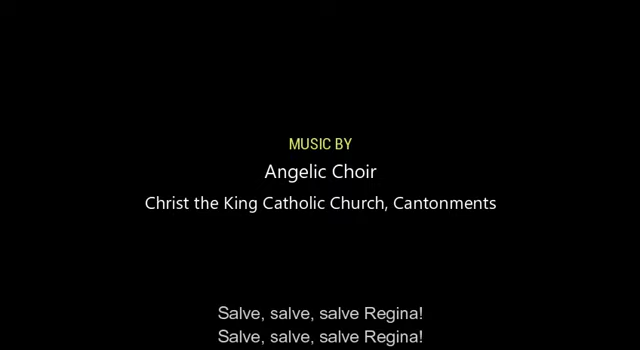 MUSIC BY
Angelic Choir
Christ the King Catholic Church, Cantonments
Salve, salve, salve Regina!
Salve, salve, salve Regina!